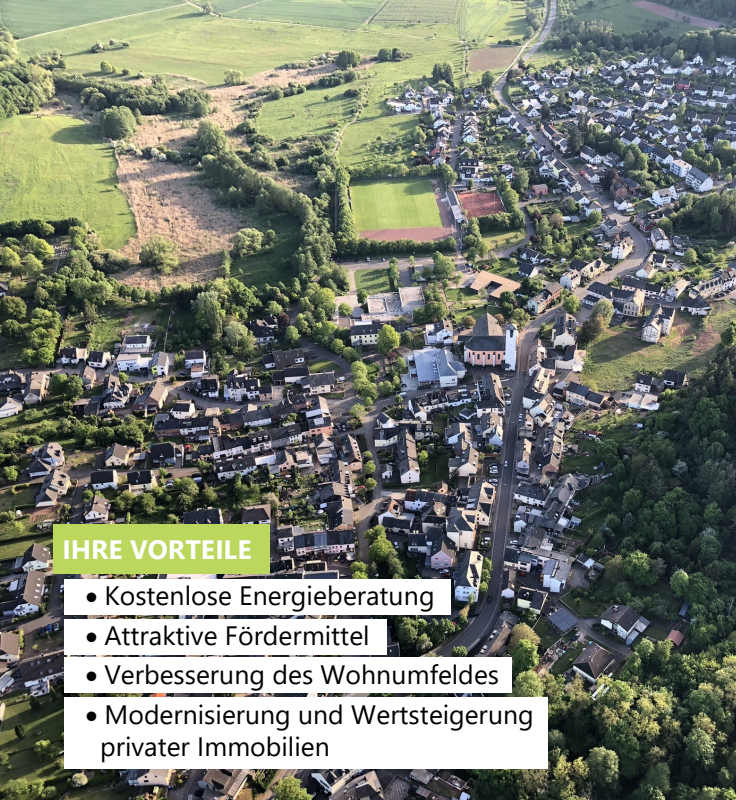 IHRE VORTEILE
• Kostenlose Energieberatung
• Attraktive Fördermittel
• Verbesserung des Wohnumfeldes
• Modernisierung und Wertsteigerung
privater Immobilien